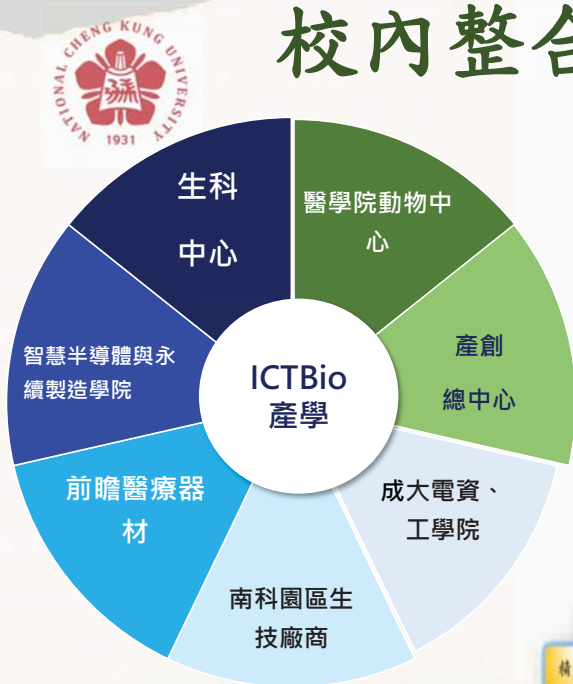 校內整合
NATIONAL CHENG KUNG UNIVERSITY
1931
生科
中心
醫學院動物中
心
智慧半導體與永
續製造學院
產創
總中心
ICTBio
產學
前瞻醫療器
材
成大電資、
工學院
南科園區生
技廠商
精